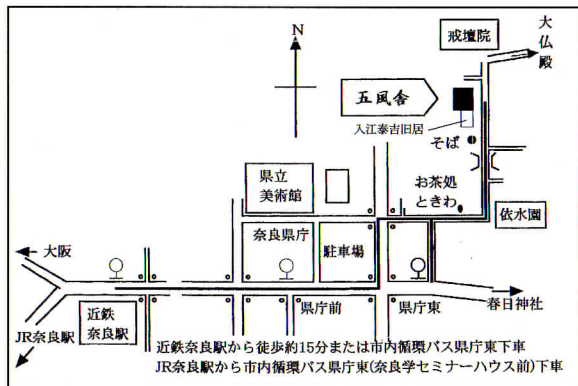 N
戒壇院
大仏殿
五風舎
入江泰吉旧居
そば
県立
美術館
お茶処
ときわ
依水園
奈良県庁
駐車場
大阪
近鉄
奈良駅
県庁前
県庁東
春日神社
JR奈良駅
近鉄奈良駅から徒歩約15分または市内循環バス県庁東下車
JR奈良駅から市内循環バス県庁東(奈良学セミナーハウス前)下車